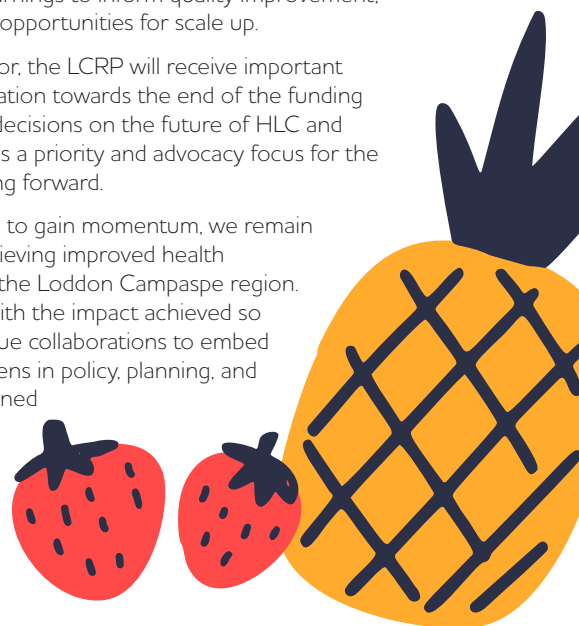 to inform quality improvement,
opportunities for scale up.
or, the LCRP will receive important
ation towards the end of the funding
decisions on the future of HLC and
s a priority and advocacy focus for the
ng forward.
to gain momentum, we remain
ieving improved health
the Loddon Campaspe region.
ith the impact achieved so
ue collaborations to embed
ens in policy, planning, and
ned